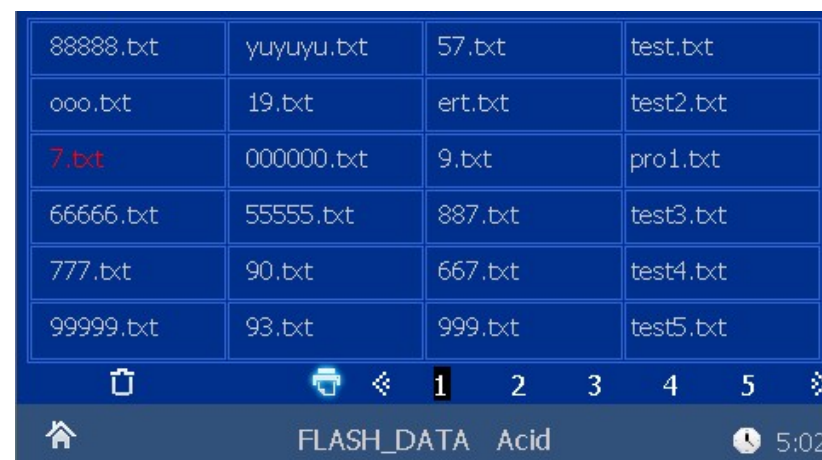 88888.txt yuyuyu.txt 57.txt test.txt
ooo.txt 19.txt ert.txt test2.txt
7.txt 000000.txt 9.txt pro1.txt
66666.txt 55555.txt 887.txt test3.txt
777.txt 90.txt 667.txt test4.txt
99999.txt 93.txt 999.txt test5.txt
1 2 3 4 5
FLASH_DATA Acid 5:02